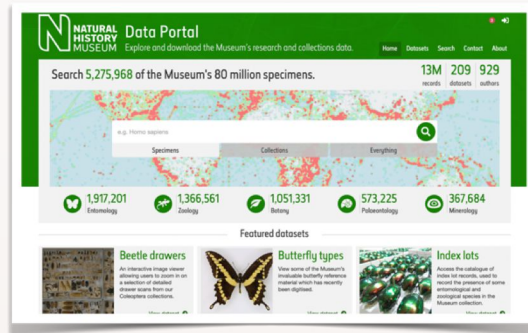 NATURAL
HISTORY
MUSEUM
Data Portal
Explore and download the Museum's research and collections data.
Home Datasets Search Contact About
Search 5,275,968 of the Museum's 80 million specimens.
13M 209 929
records datasets authors
e.g. Homo sapiens
Specimens Collections Everything
1,917,201 1,366,561 1,051,331 573,225 367,684
Entomology Zoology Botany Palaeontology Mineralogy
Featured datasets
Beetle drawers
An interactive image viewer
allowing users to zoom in on
a selection of detailed
drawer scans from our
Coleoptera collections.
View dataset
Butterfly types
View some of the Museum's
invaluable butterfly reference
material which has recently
been digitised.
View dataset
Index lots
Access the catalogue of
index lot records, used to
record the presence of some
entomological and
zoological species in the
Museum collection.
View dataset